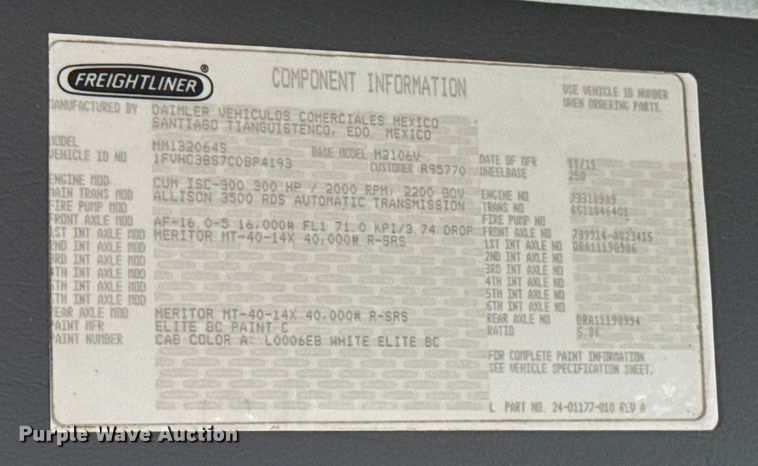 FREIGHTLINER ®
COMPONENT INFORMATION
USE VEHICLE ID NUMBER
WHEN ORDERING PARTS.
MANUFACTURED BY DAIMLER VEHICULOS COMERCIALES MEXICO
SANTIAGO TIANGUISTENCO, EDO. MEXICO
MODEL MM132064S BASE MODEL M2106V DATE OF MFR 11/11
VEHICLE ID NO CUSTOMER R95770 WHEELBASE 250
ENGINE MOD CUM ISC-300 300 HP / 2000 RPM; 2200 GOV ENGINE NO 73318989
MAIN TRANS MOD ALLISON 3500 RDS AUTOMATIC TRANSMISSION TRANS NO 6511046401
FIRE PUMP MOD FIRE PUMP NO
FRONT AXLE MOD AF-16.0-5 16,000# FL1 71.0 KPI/3.74 DROP FRONT AXLE NO
1ST INT AXLE MOD MERITOR MT-40-14X 40,000# R-SRS 1ST INT AXLE NO
2ND INT AXLE MOD 2ND INT AXLE NO
3RD INT AXLE MOD 3RD INT AXLE NO
4TH INT AXLE MOD 4TH INT AXLE NO
5TH INT AXLE MOD 5TH INT AXLE NO
6TH INT AXLE MOD 6TH INT AXLE NO
REAR AXLE MOD MERITOR MT-40-14X 40,000# R-SRS REAR AXLE NO
PAINT MFR ELITE BC PAINT C RATIO
PAINT NUMBER CAB COLOR A: L0006EB WHITE ELITE BC
FOR COMPLETE PAINT INFORMATION
SEE VEHICLE SPECIFICATION SHEET.
L PART NO. 24-01177-010 REV A
Purple Wave Auction